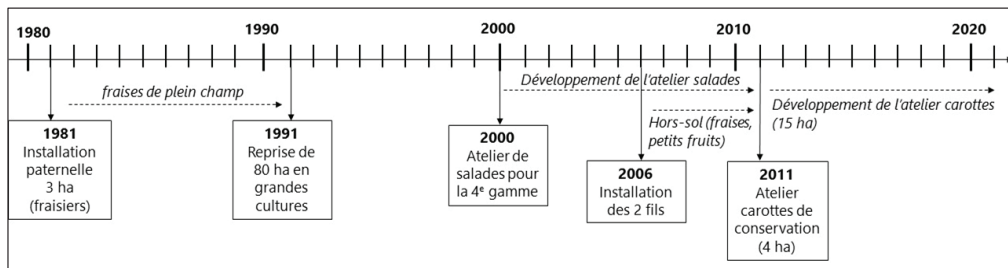 1980
1990
2000
2010
2020
fraises de plein champ
Développement de l'atelier salades
Hors-sol (fraises,
petits fruits)
Développement de l'atelier carottes
(15 ha)
1981
Installation
paternelle
3 ha
(fraisiers)
1991
Reprise de
80 ha en
grandes
cultures
2000
Atelier de
salades pour
la 4e gamme
2006
Installation
des 2 fils
2011
Atelier
carottes de
conservation
(4 ha)